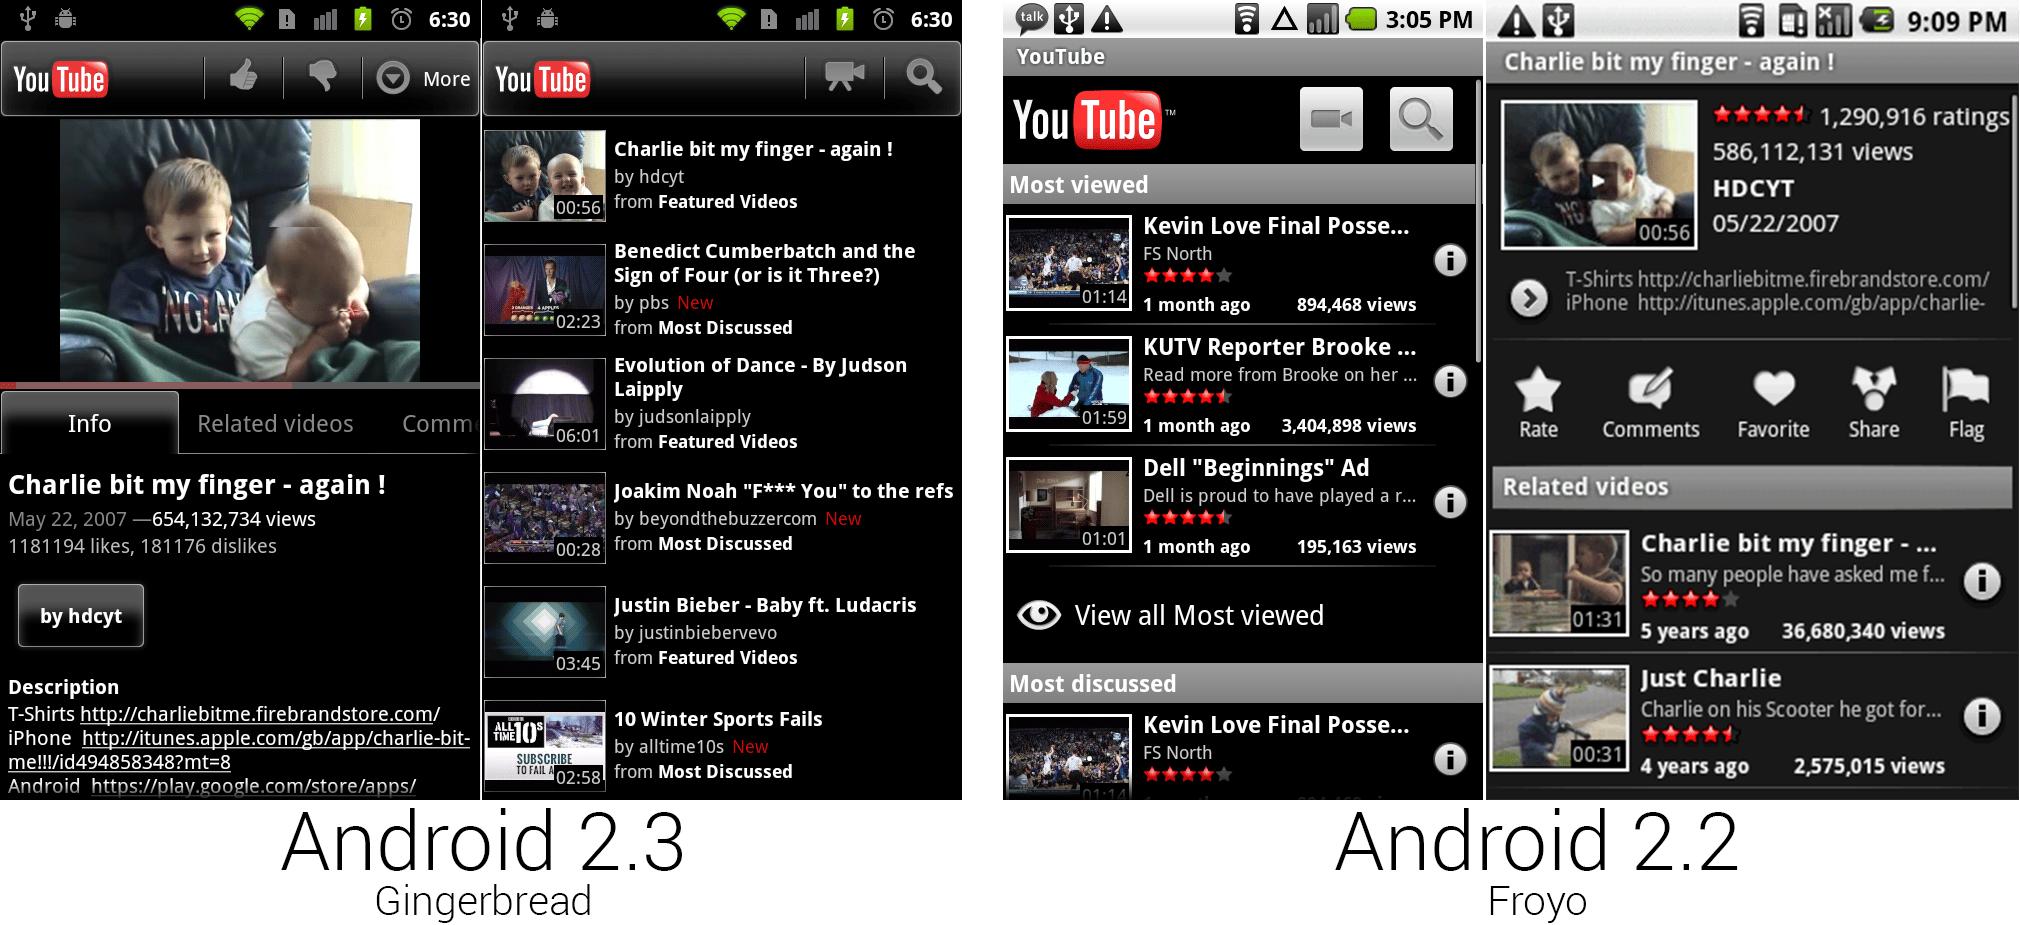 6:30
You Tube
More
Info
Related videos
Comm
Charlie bit my finger - again !
May 22, 2007 —654,132,734 views
1181194 likes, 181176 dislikes
by hdcyt
Description
T-Shirts http://charliebitme.firebrandstore.com/
iPhone http://itunes.apple.com/gb/app/charlie-bit-
me!!!/id494858348?mt=8
Android https://play.google.com/store/apps/
6:30
You Tube
Charlie bit my finger - again !
by hdcyt
from Featured Videos
00:56
Benedict Cumberbatch and the
Sign of Four (or is it Three?)
by pbs New
from Most Discussed
02:23
Evolution of Dance - By Judson
Laipply
by judsonlaipply
from Featured Videos
06:01
Joakim Noah "F*** You" to the refs
by beyondthebuzzercom New
from Most Discussed
00:28
Justin Bieber - Baby ft. Ludacris
by justinbiebervevo
from Featured Videos
03:45
10 Winter Sports Fails
by alltime10s New
from Most Discussed
ALL
TIME 10s
SUBSCRIBE
TO FAIL A
02:58
Android 2.3
Gingerbread
talk
3:05 PM
YouTube
You Tube™
Most viewed
Kevin Love Final Posse...
FS North
01:14
1 month ago 894,468 views
KUTV Reporter Brooke ...
Read more from Brooke on her ...
01:59
1 month ago 3,404,898 views
Dell "Beginnings" Ad
Dell is proud to have played a r...
01:01
1 month ago 195,163 views
View all Most viewed
Most discussed
Kevin Love Final Posse...
FS North
01:14
9:09 PM
Charlie bit my finger - again !
1,290,916 ratings
586,112,131 views
HDCYT
05/22/2007
00:56
T-Shirts http://charliebitme.firebrandstore.com/
iPhone http://itunes.apple.com/gb/app/charlie-
Rate
Comments
Favorite
Share
Flag
Related videos
Charlie bit my finger - ...
So many people have asked me f...
01:31
5 years ago 36,680,340 views
Just Charlie
Charlie on his Scooter he got for...
00:31
4 years ago 2,575,015 views
Android 2.2
Froyo